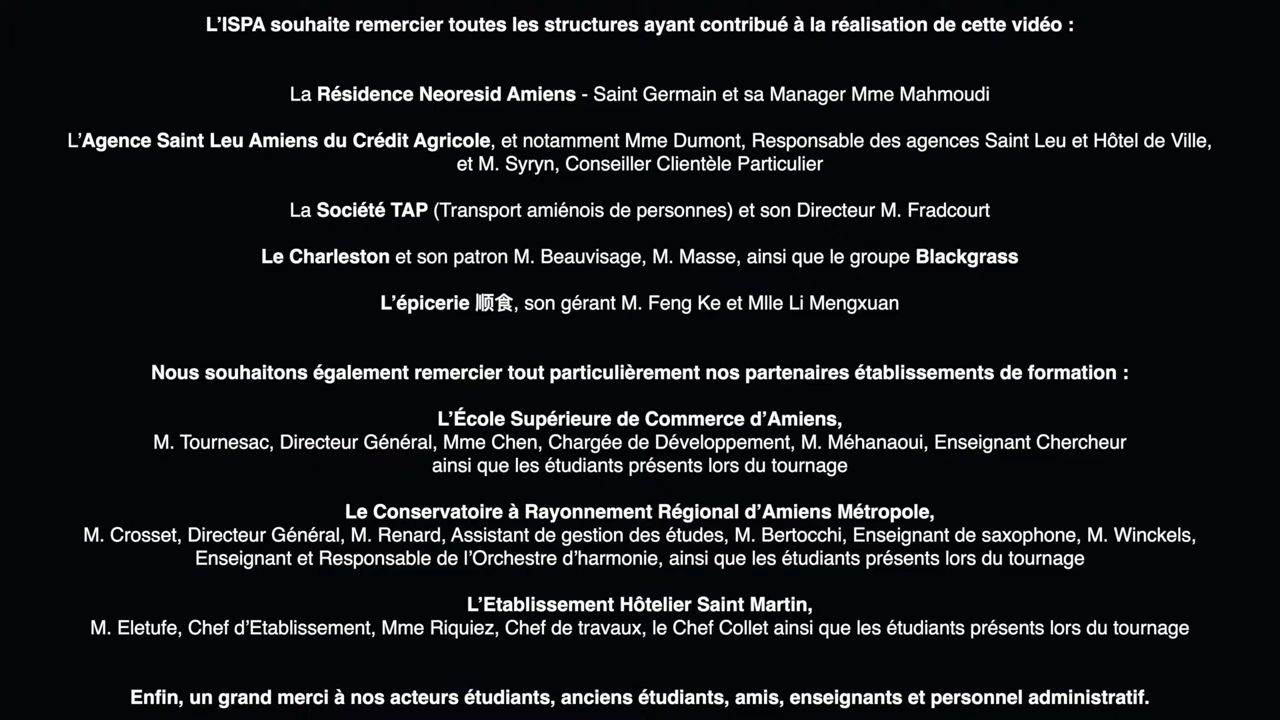 L’ISPA souhaite remercier toutes les structures ayant contribué à la réalisation de cette vidéo :
La Résidence Neoresid Amiens - Saint Germain et sa Manager Mme Mahmoudi
L’Agence Saint Leu Amiens du Crédit Agricole, et notamment Mme Dumont, Responsable des agences Saint Leu et Hôtel de Ville,
et M. Syryn, Conseiller Clientèle Particulier
La Société TAP (Transport amiénois de personnes) et son Directeur M. Fradcourt
Le Charleston et son patron M. Beauvisage, M. Masse, ainsi que le groupe Blackgrass
L’épicerie 顺食, son gérant M. Feng Ke et Mlle Li Mengxuan
Nous souhaitons également remercier tout particulièrement nos partenaires établissements de formation :
L’École Supérieure de Commerce d’Amiens,
M. Tournesac, Directeur Général, Mme Chen, Chargée de Développement, M. Méhanaoui, Enseignant Chercheur
ainsi que les étudiants présents lors du tournage
Le Conservatoire à Rayonnement Régional d’Amiens Métropole,
M. Crosset, Directeur Général, M. Renard, Assistant de gestion des études, M. Bertocchi, Enseignant de saxophone, M. Winckels,
Enseignant et Responsable de l’Orchestre d’harmonie, ainsi que les étudiants présents lors du tournage
L’Etablissement Hôtelier Saint Martin,
M. Eletufe, Chef d’Etablissement, Mme Riquiez, Chef de travaux, le Chef Collet ainsi que les étudiants présents lors du tournage
Enfin, un grand merci à nos acteurs étudiants, anciens étudiants, amis, enseignants et personnel administratif.